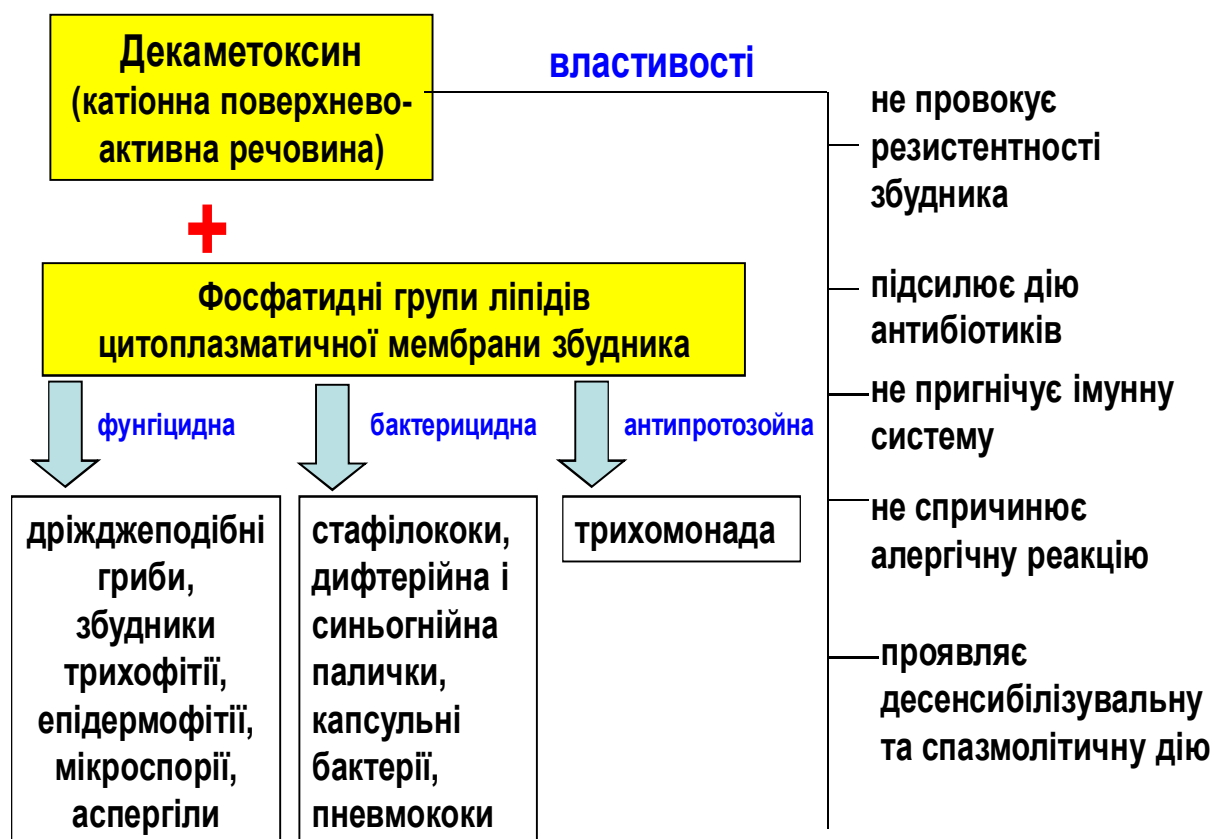 Декаметоксин
(катіонна поверхнево-
активна речовина)
властивості
+
Фосфатидні групи ліпідів
цитоплазматичної мембрани збудника
фунгіцидна
бактерицидна
антипротозойна
дріжджеподібні
гриби,
збудники
трихофітії,
епідермофітії,
мікроспорії,
аспергіли
стафілококи,
дифтерійна і
синьогнійна
палички,
капсульні
бактерії,
пневмококи
трихомонада
не провокує
резистентності
збудника
підсилює дію
антибіотиків
не пригнічує імунну
систему
не спричинює
алергічну реакцію
проявляє
десенсибілізувальну
та спазмолітичну дію